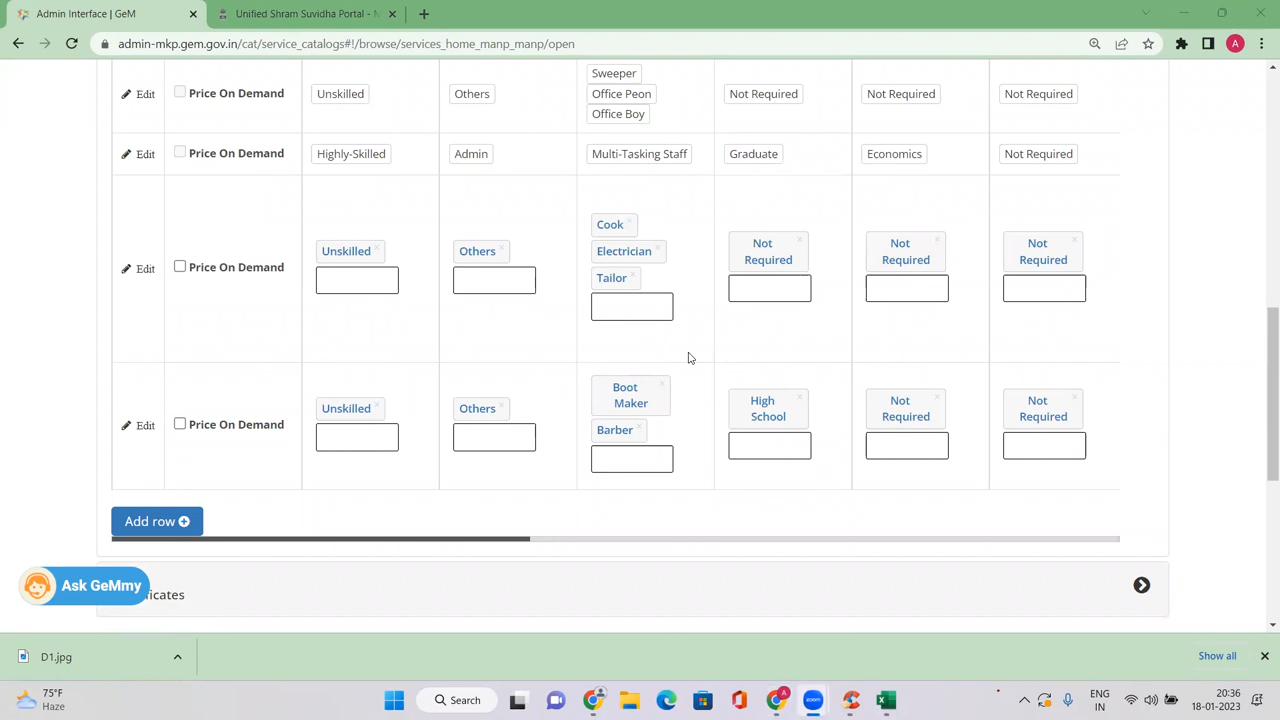 Admin Interface | GeM
Unified Shram Suvidha Portal -
admin-mkp.gem.gov.in/cat/service_catalogs#!/browse/services_home_manp_manp/open
A
Edit Price On Demand Unskilled Others Sweeper Not Required Not Required Not Required
Office Peon
Office Boy
Edit Price On Demand Highly-Skilled Admin Multi-Tasking Staff Graduate Economics Not Required
Cook
Edit Price On Demand Unskilled Others Electrician Not Required Not Required Not Required
Tailor
Edit Price On Demand Unskilled Others Boot Maker High School Not Required Not Required
Barber
Add row
Ask GeMmy
ificates
D1.jpg
Show all
75°F
Haze
Search
A
ENG
IN
20:36
18-01-2023